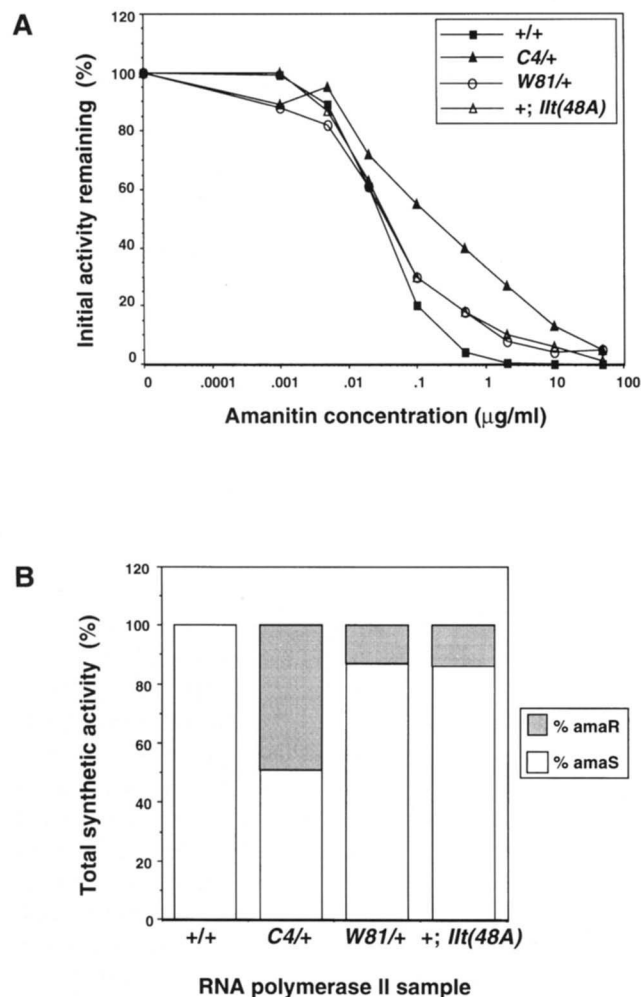 A
Initial activity remaining (%)
120
100
80
60
40
20
0
0 .0001 .001 .01 .1 1 10 100
Amanitin concentration (µg/ml)
+/+
C4/+
W81/+
+; IIt(48A)
B
Total synthetic activity (%)
120
100
80
60
40
20
0
+/+ C4/+ W81/+ +; IIt(48A)
RNA polymerase II sample
% amaR
% amaS